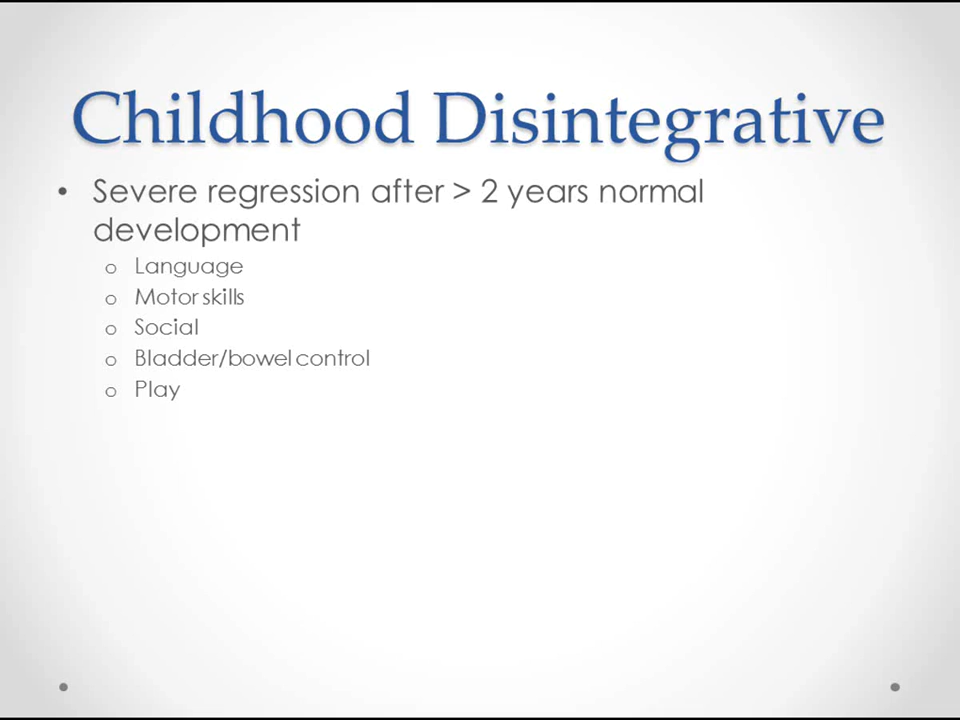 Childhood Disintegrative
• Severe regression after > 2 years normal
development
o Language
o Motor skills
o Social
o Bladder/bowel control
o Play